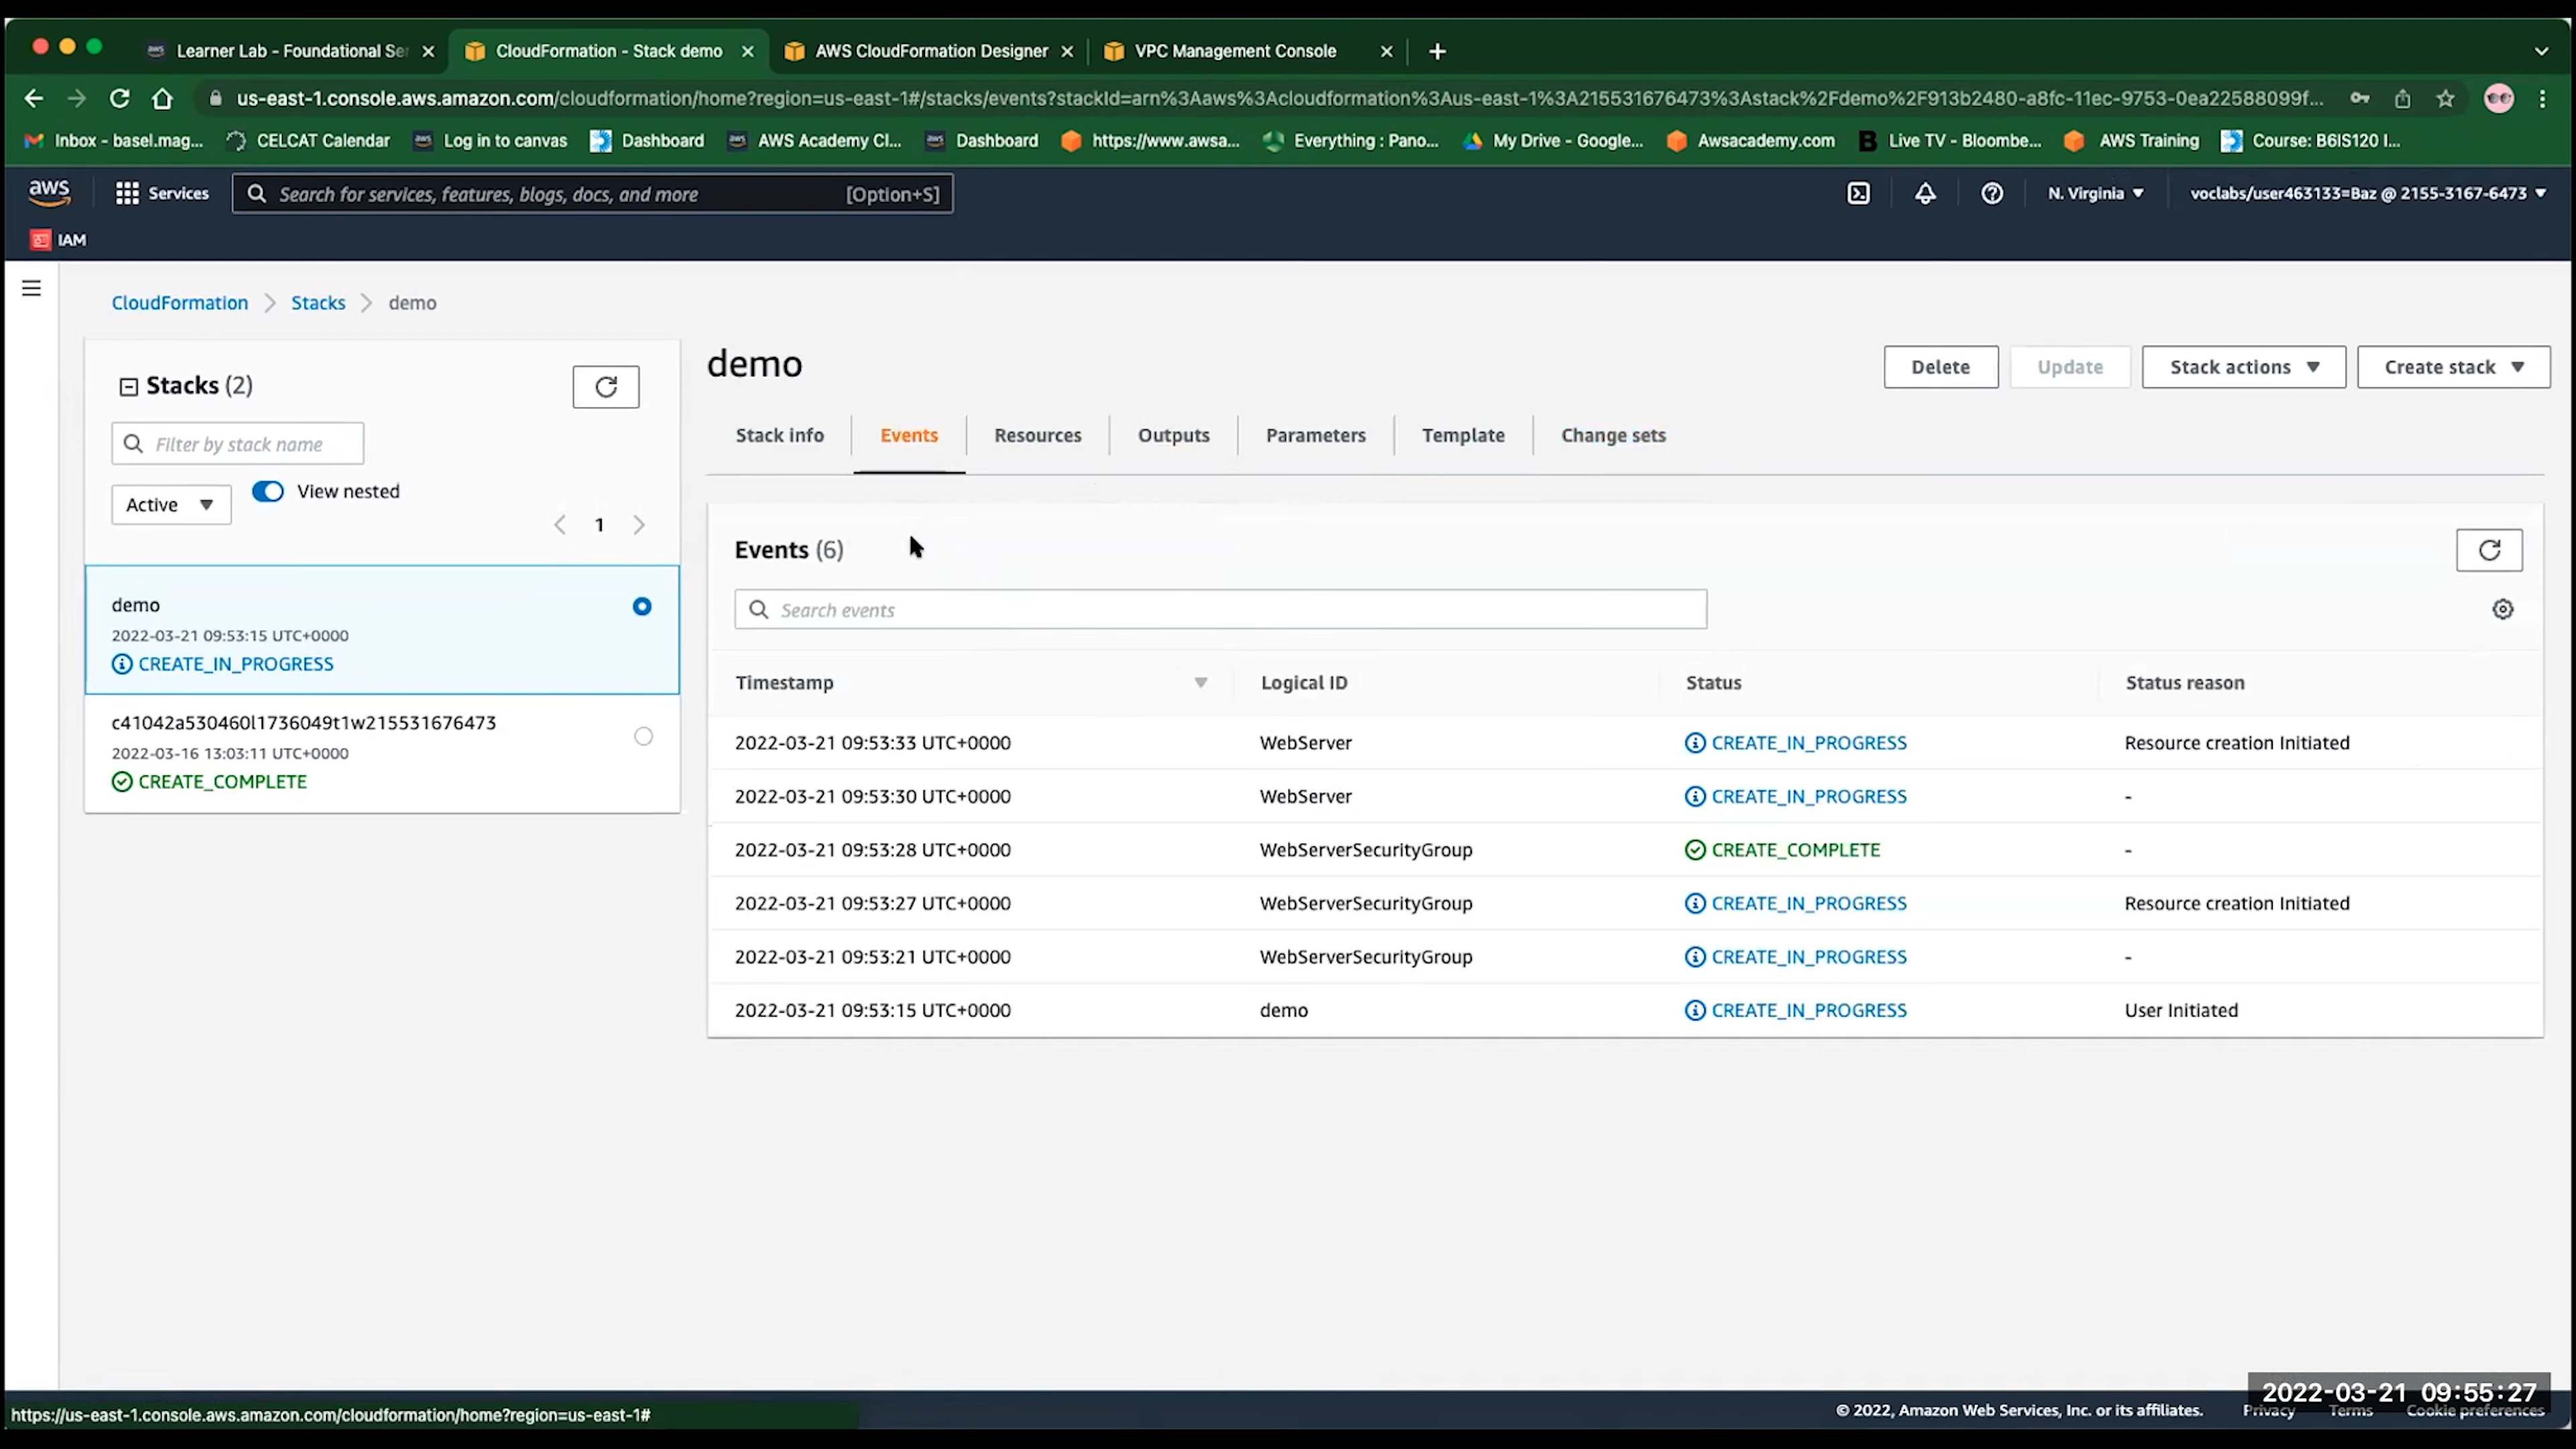 Learner Lab - Foundational Ser
CloudFormation - Stack demo
AWS CloudFormation Designer
VPC Management Console
us-east-1.console.aws.amazon.com/cloudformation/home?region=us-east-1#/stacks/events?stackId=arn%3Aaws%3Acloudformation%3Aus-east-1%3A215531676473%3Astack%2Fdemo%2F913b2480-a8fc-11ec-9753-0ea22588099f...
Inbox - basel.mag... CELCAT Calendar aws Log in to canvas Dashboard aws AWS Academy Cl... aws Dashboard https://www.awsa... Everything : Pano... My Drive - Google... Awsacademy.com B Live TV - Bloombe... AWS Training Course: B6IS120 I...
aws Services Search for services, features, blogs, docs, and more [Option+S] N. Virginia voclabs/user463133=Baz @ 2155-3167-6473
IAM
CloudFormation Stacks demo
Stacks (2)
Filter by stack name
Active View nested
1
demo
2022-03-21 09:53:15 UTC+0000
CREATE_IN_PROGRESS
c41042a530460l1736049t1w215531676473
2022-03-16 13:03:11 UTC+0000
CREATE_COMPLETE
demo
Delete Update Stack actions Create stack
Stack info Events Resources Outputs Parameters Template Change sets
Events (6)
Search events
Timestamp Logical ID Status Status reason
2022-03-21 09:53:33 UTC+0000 WebServer CREATE_IN_PROGRESS Resource creation Initiated
2022-03-21 09:53:30 UTC+0000 WebServer CREATE_IN_PROGRESS -
2022-03-21 09:53:28 UTC+0000 WebServerSecurityGroup CREATE_COMPLETE -
2022-03-21 09:53:27 UTC+0000 WebServerSecurityGroup CREATE_IN_PROGRESS Resource creation Initiated
2022-03-21 09:53:21 UTC+0000 WebServerSecurityGroup CREATE_IN_PROGRESS -
2022-03-21 09:53:15 UTC+0000 demo CREATE_IN_PROGRESS User Initiated
2022-03-21 09:55:27
https://us-east-1.console.aws.amazon.com/cloudformation/home?region=us-east-1#
© 2022, Amazon Web Services, Inc. or its affiliates. Privacy Terms Cookie preferences